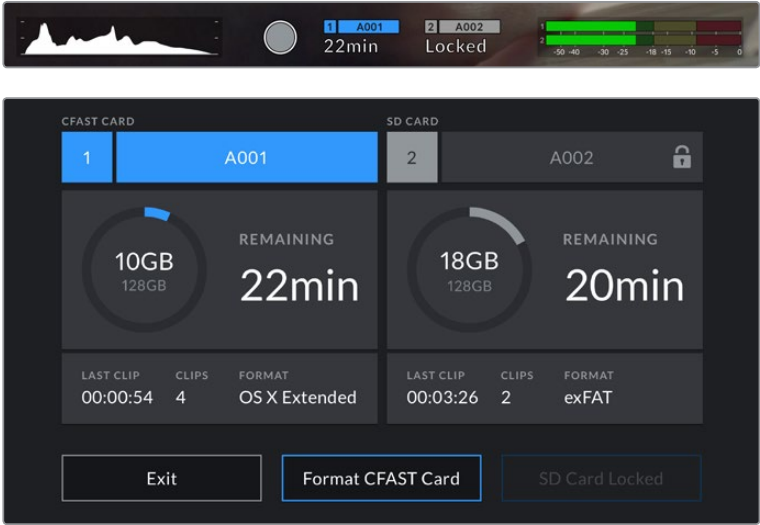 1 A001
22min
2 A002
Locked
1
2
-50 -40 -30 -25 -18 -15 -10 -5 0
CFAST CARD
1 A001
SD CARD
2 A002
10GB
128GB
REMAINING
22min
18GB
128GB
REMAINING
20min
LAST CLIP CLIPS FORMAT
00:00:54 4 OS X Extended
LAST CLIP CLIPS FORMAT
00:03:26 2 exFAT
Exit
Format CFAST Card
SD Card Locked